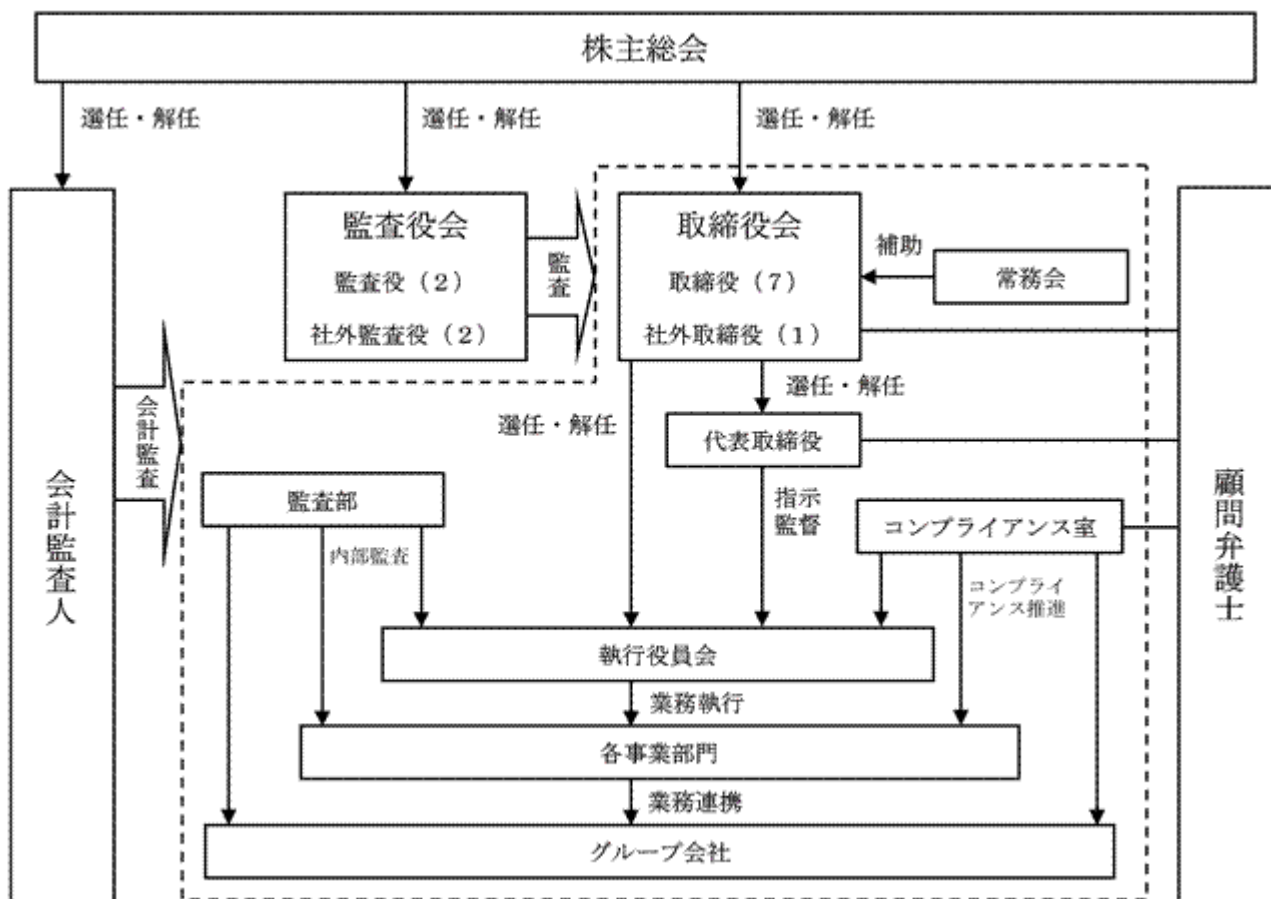 株主総会
選任・解任
選任・解任
選任・解任
監査役会
監査役（２）
社外監査役（２）
監査
取締役会
取締役（７）
社外取締役（１）
補助
常務会
選任・解任
選任・解任
代表取締役
会計監査
会計監査人
監査部
内部監査
指示
監督
コンプライアンス室
コンプライ
アンス推進
顧問弁護士
執行役員会
業務執行
各事業部門
業務連携
グループ会社